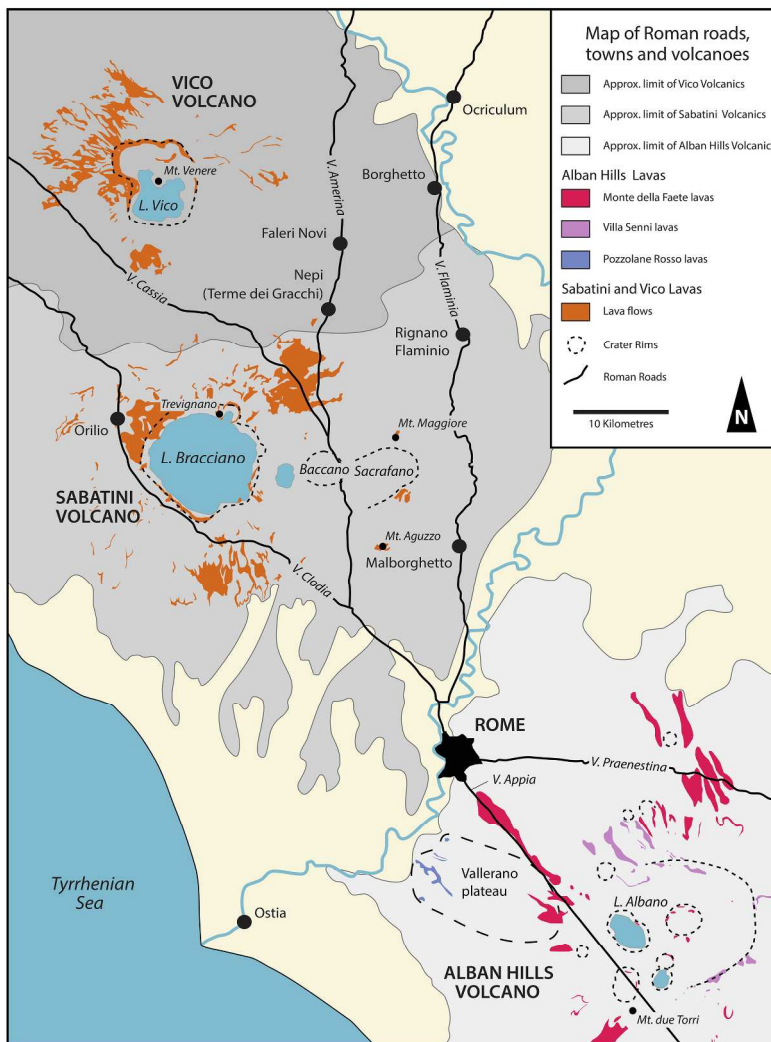 Map of Roman roads,
towns and volcanoes
Approx. limit of Vico Volcanics
Approx. limit of Sabatini Volcanics
Approx. limit of Alban Hills Volcanic
Alban Hills Lavas
Monte della Faete lavas
Villa Senni lavas
Pozzolane Rosso lavas
Sabatini and Vico Lavas
Lava flows
Crater Rims
Roman Roads
10 Kilometres
N
VICO
VOLCANO
Mt. Venere
L. Vico
Ocriculum
V. Amerina
Borghetto
Faleri Novi
V. Cassia
Nepi
(Terme dei Gracchi)
V. Flaminia
Rignano
Flaminio
Trevignano
Orilio
Mt. Maggiore
L. Bracciano
Baccano
Sacrafano
SABATINI
VOLCANO
Mt. Aguzzo
Malborghetto
V. Clodia
ROME
V. Praenestina
V. Appia
Vallerano
plateau
Tyrrhenian
Sea
L. Albano
Ostia
ALBAN HILLS
VOLCANO
Mt. due Torri